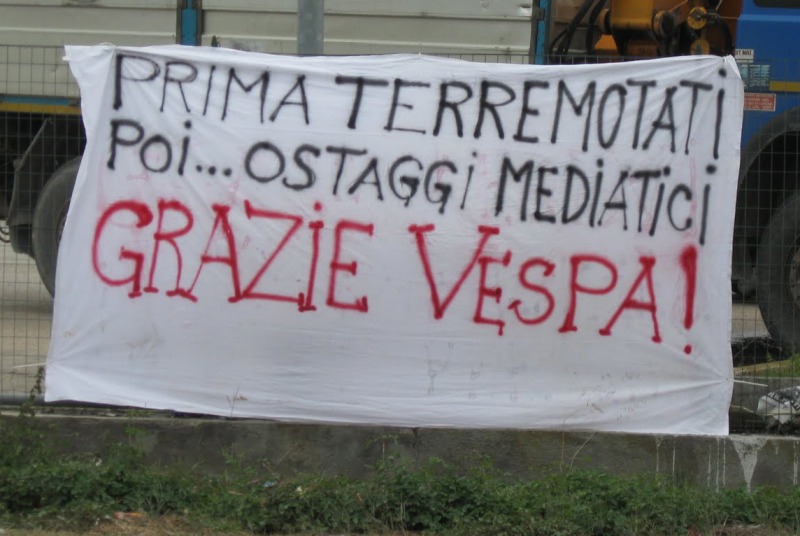 PRIMA TERREMOTATi
POi... OSTAGGi MEDiATiCi
GRAZiE VESPA!